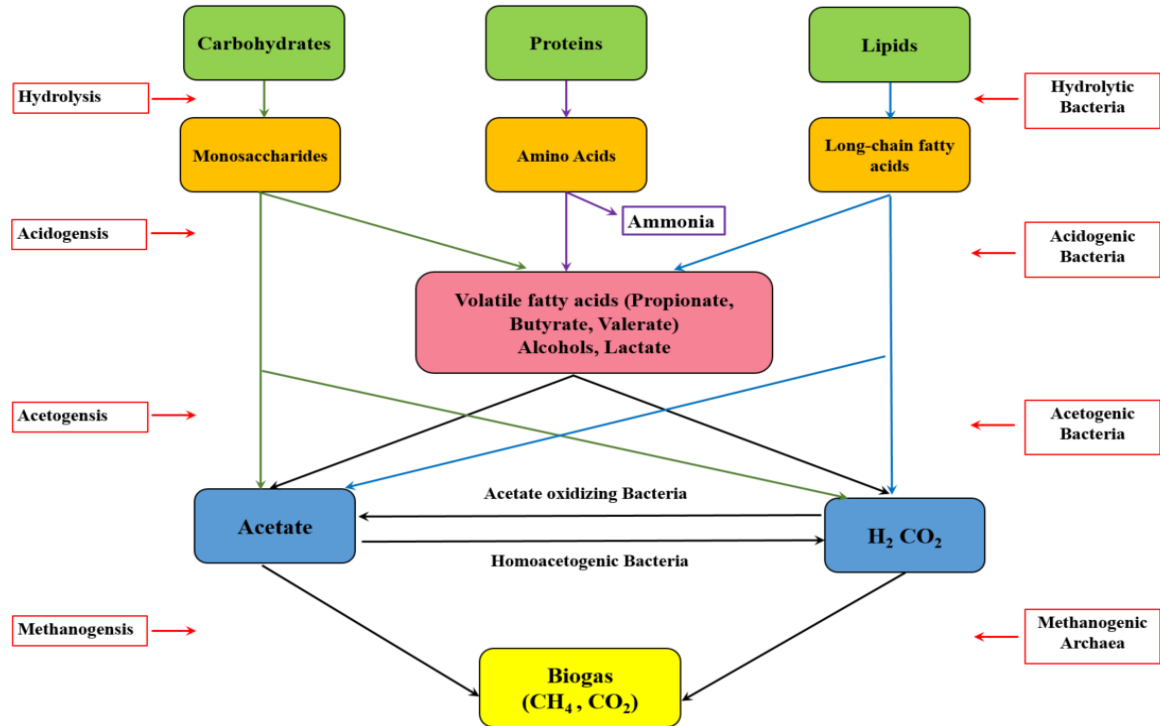 Carbohydrates
Proteins
Lipids
Hydrolysis
Hydrolytic
Bacteria
Monosaccharides
Amino Acids
Long-chain fatty
acids
Ammonia
Acidogensis
Acidogenic
Bacteria
Volatile fatty acids (Propionate,
Butyrate, Valerate)
Alcohols, Lactate
Acetogensis
Acetogenic
Bacteria
Acetate oxidizing Bacteria
Acetate
H₂ CO₂
Homoacetogenic Bacteria
Methanogensis
Methanogenic
Archaea
Biogas
(CH₄ , CO₂)